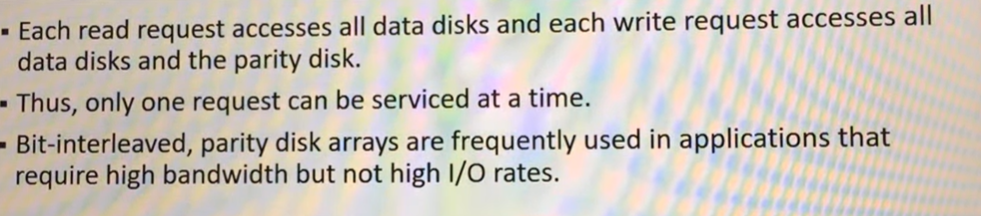 ▪ Each read request accesses all data disks and each write request accesses all
data disks and the parity disk.
▪ Thus, only one request can be serviced at a time.
▪ Bit-interleaved, parity disk arrays are frequently used in applications that
require high bandwidth but not high I/O rates.